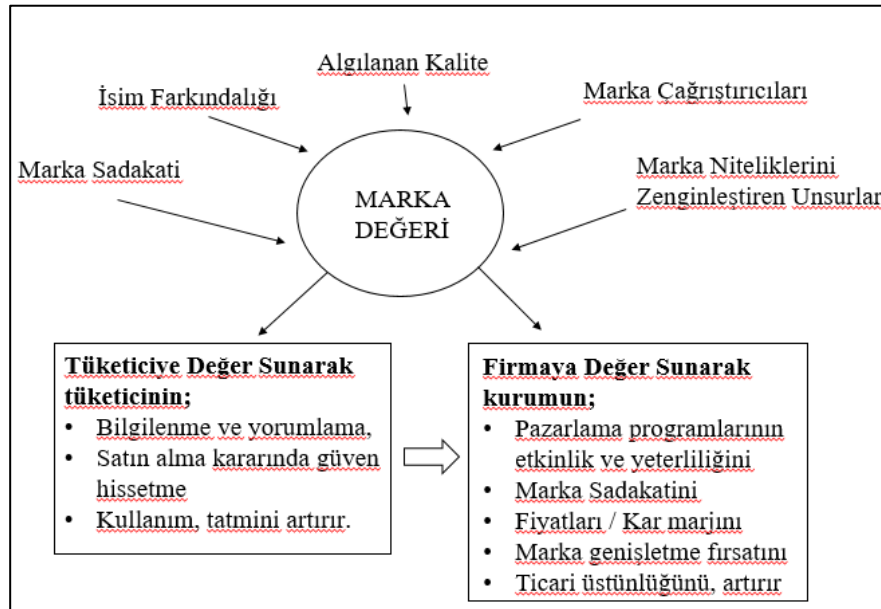 Algılanan Kalite
İsim Farkındalığı
Marka Çağrıştırıcıları
Marka Sadakati
Marka Niteliklerini
Zenginleştiren Unsurlar
MARKA
DEĞERİ
Tüketiciye Değer Sunarak
tüketicinin;
• Bilgilenme ve yorumlama,
• Satın alma kararında güven
hissetme
• Kullanım, tatmini artırır.
Firmaya Değer Sunarak
kurumun;
• Pazarlama programlarının
etkinlik ve yeterliliğini
• Marka Sadakatini
• Fiyatları / Kar marjını
• Marka genişletme fırsatını
• Ticari üstünlüğünü, artırır